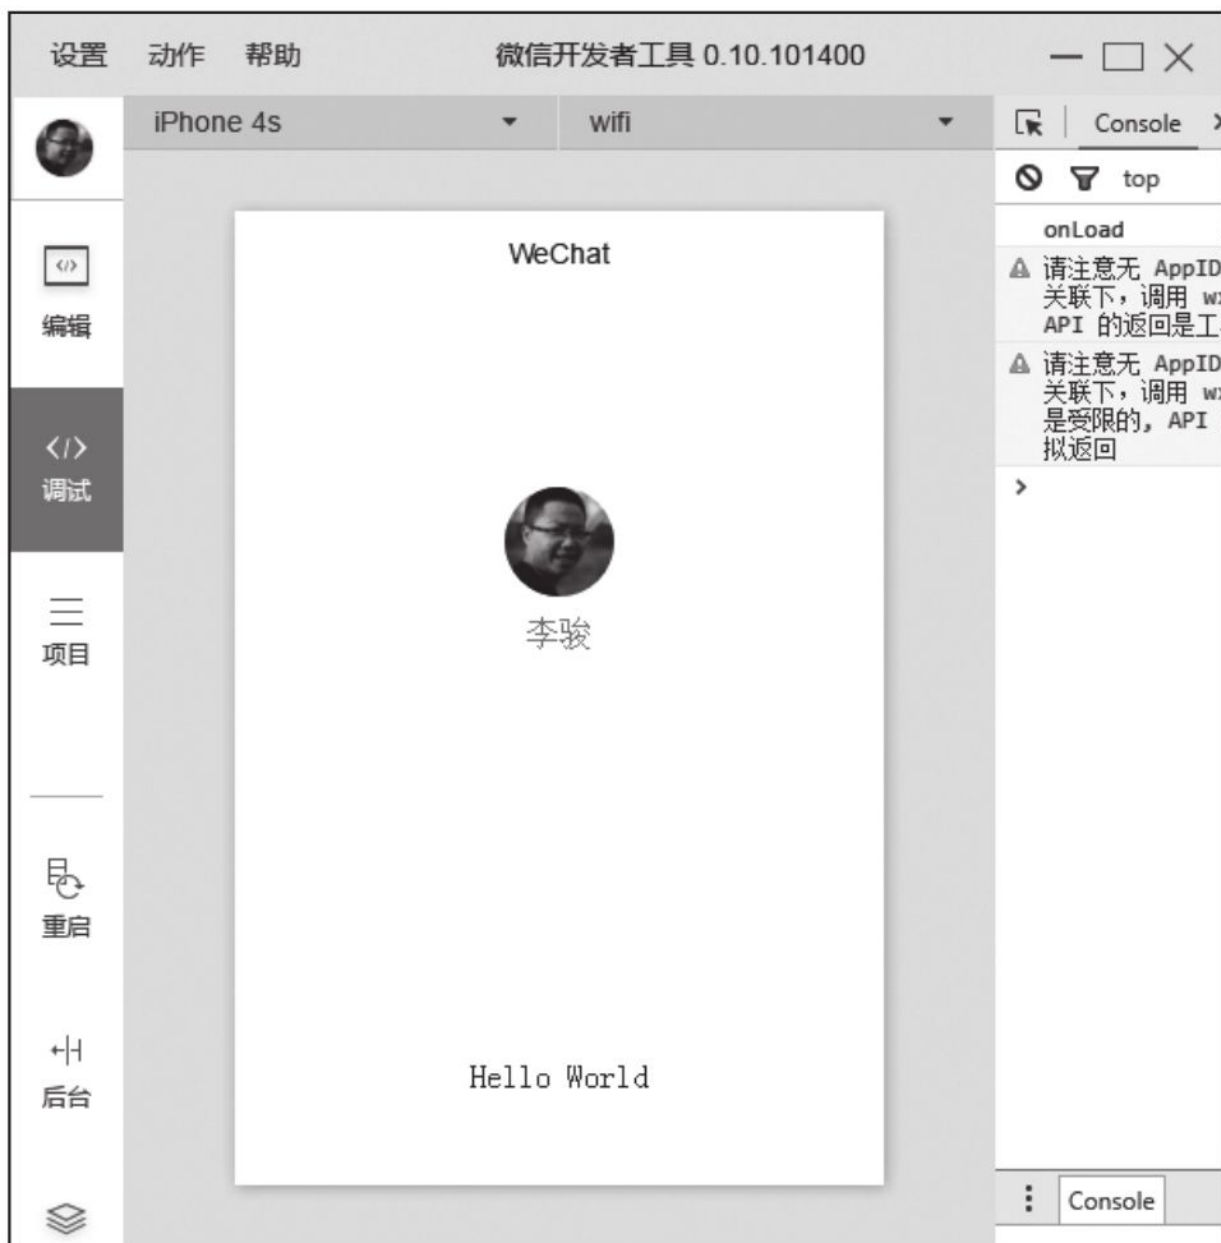 设置 动作 帮助 微信开发者工具 0.10.101400
iPhone 4s wifi
Console
top
编辑
调试
项目
重启
后台
WeChat
李骏
Hello World
onLoad
请注意无 AppID
关联下，调用
API 的返回是工
请注意无 AppID
关联下，调用
是受限的, API
拟返回
Console